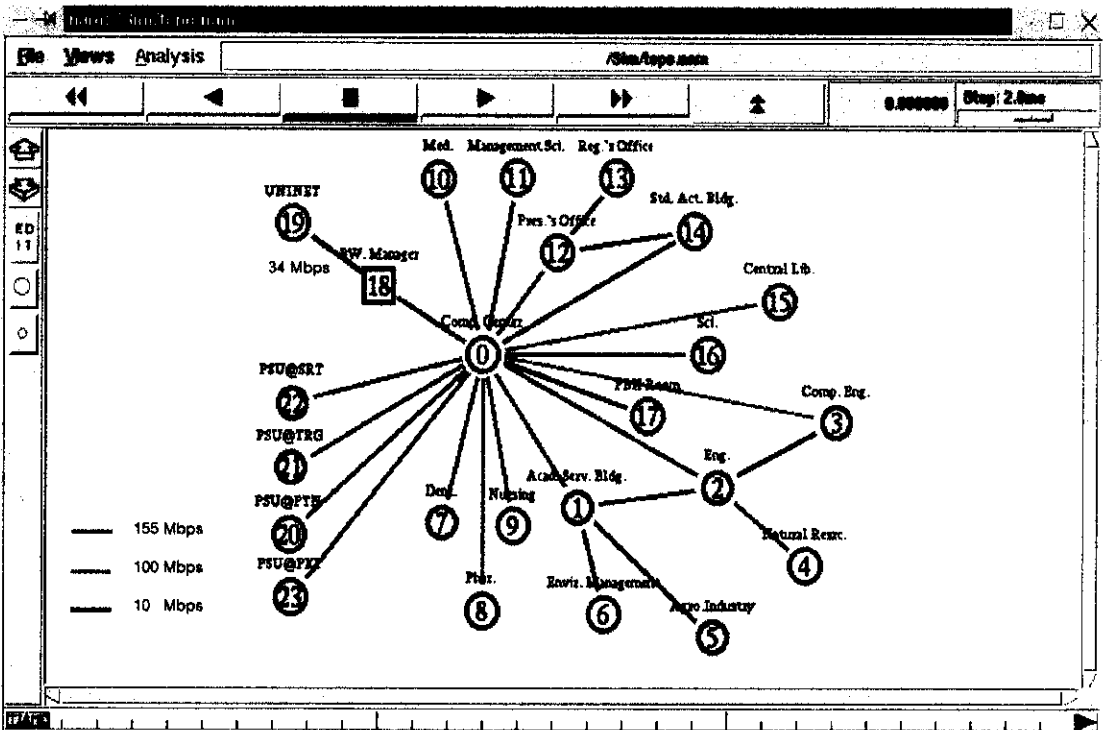 File Views Analysis
/Sim/topo.nam
0.000000
Step: 2.0ms
Med. Management.Sci. Reg.'s Office
10
11
13
UNINET
19
Std. Act. Bldg.
14
Pres.'s Office
12
BW. Manager
18
34 Mbps
Central Lib.
15
0
Sci.
16
PSU@SRT
22
17
Comp. Eng.
3
PSU@TRG
21
Eng.
2
Acad.Serv. Bldg.
1
Dent.
7
Nursing
9
PSU@PTN
20
155 Mbps
Natural Resrc.
4
PSU@PKT
23
100 Mbps
Phar.
8
Envir. Management
6
10 Mbps
Agro.Industry
5